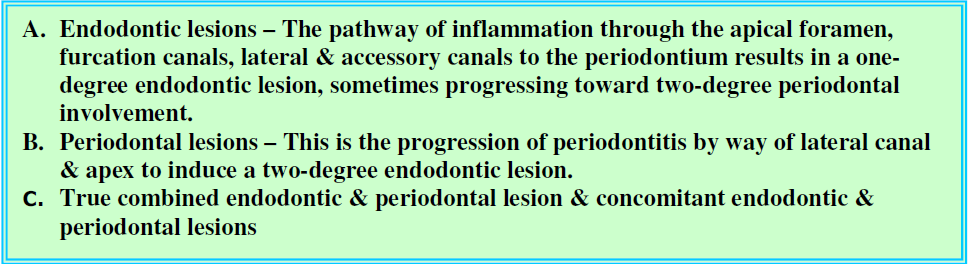 A. Endodontic lesions – The pathway of inflammation through the apical foramen,
furcation canals, lateral & accessory canals to the periodontium results in a one-
degree endodontic lesion, sometimes progressing toward two-degree periodontal
involvement.
B. Periodontal lesions – This is the progression of periodontitis by way of lateral canal
& apex to induce a two-degree endodontic lesion.
C. True combined endodontic & periodontal lesion & concomitant endodontic &
periodontal lesions